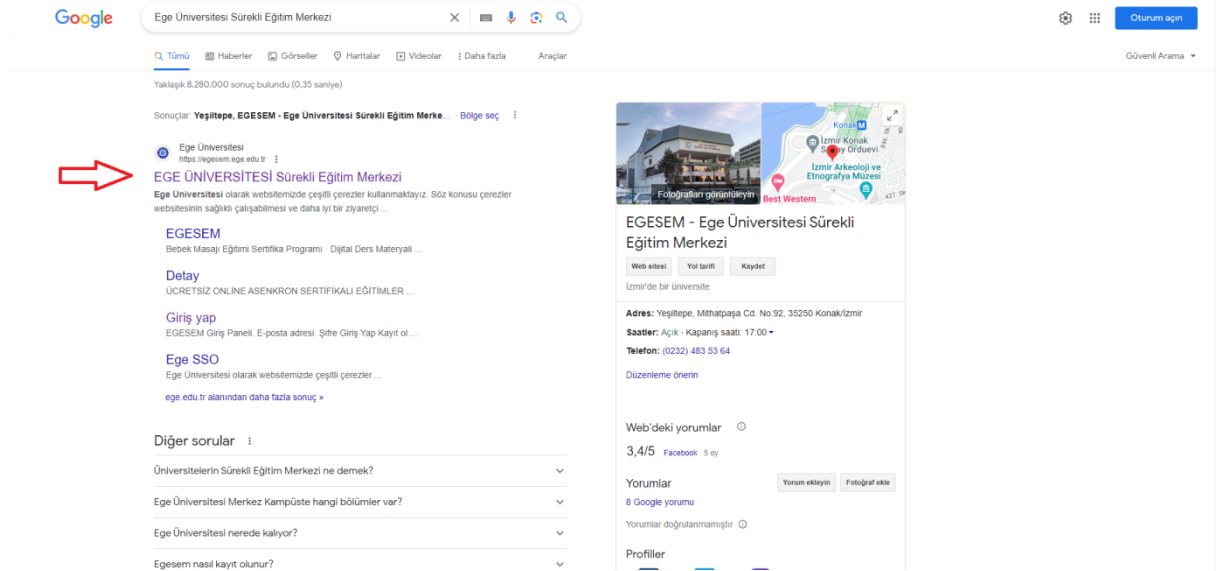 Google
Ege Üniversitesi Sürekli Eğitim Merkezi
Oturum açın
Tümü Haberler Görseller Haritalar Videolar Daha fazla Araçlar
Güvenli Arama
Yaklaşık 8.280.000 sonuç bulundu (0,35 saniye)
Sonuçlar: Yeşiltepe, EGESEM - Ege Üniversitesi Sürekli Eğitim Merke... · Bölge seç
Ege Üniversitesi
https://egesem.ege.edu.tr
EGE ÜNİVERSİTESİ Sürekli Eğitim Merkezi
Ege Üniversitesi olarak websitemizde çeşitli çerezler kullanmaktayız. Söz konusu çerezler
websitesinin sağlıklı çalışabilmesi ve daha iyi bir ziyaretçi ...
EGESEM
Bebek Masajı Eğitimi Sertifika Programı · Dijital Ders Materyali ...
Detay
ÜCRETSİZ ONLİNE ASENKRON SERTİFİKALI EĞİTİMLER ...
Giriş yap
EGESEM Giriş Paneli. E-posta adresi. Şifre Giriş Yap Kayıt ol ...
Ege SSO
Ege Üniversitesi olarak websitemizde çeşitli çerezler ...
ege.edu.tr alanından daha fazla sonuç »
Diğer sorular
Üniversitelerin Sürekli Eğitim Merkezi ne demek?
Ege Üniversitesi Merkez Kampüste hangi bölümler var?
Ege Üniversitesi nerede kalıyor?
Egesem nasıl kayıt olunur?
Fotoğrafları görüntüleyin
Konak M
İzmir Konak
Orduevi
İzmir Arkeoloji ve
Etnografya Müzesi
Best Western
EGESEM - Ege Üniversitesi Sürekli
Eğitim Merkezi
Web sitesi Yol tarifi Kaydet
İzmir'de bir üniversite
Adres: Yeşiltepe, Mithatpaşa Cd. No:92, 35250 Konak/İzmir
Saatler: Açık · Kapanış saati: 17:00
Telefon: (0232) 483 53 64
Düzenleme önerin
Web'deki yorumlar
3,4/5 Facebook · 5 oy
Yorumlar
Yorum ekleyin Fotoğraf ekle
8 Google yorumu
Yorumlar doğrulanmamıştır
Profiller